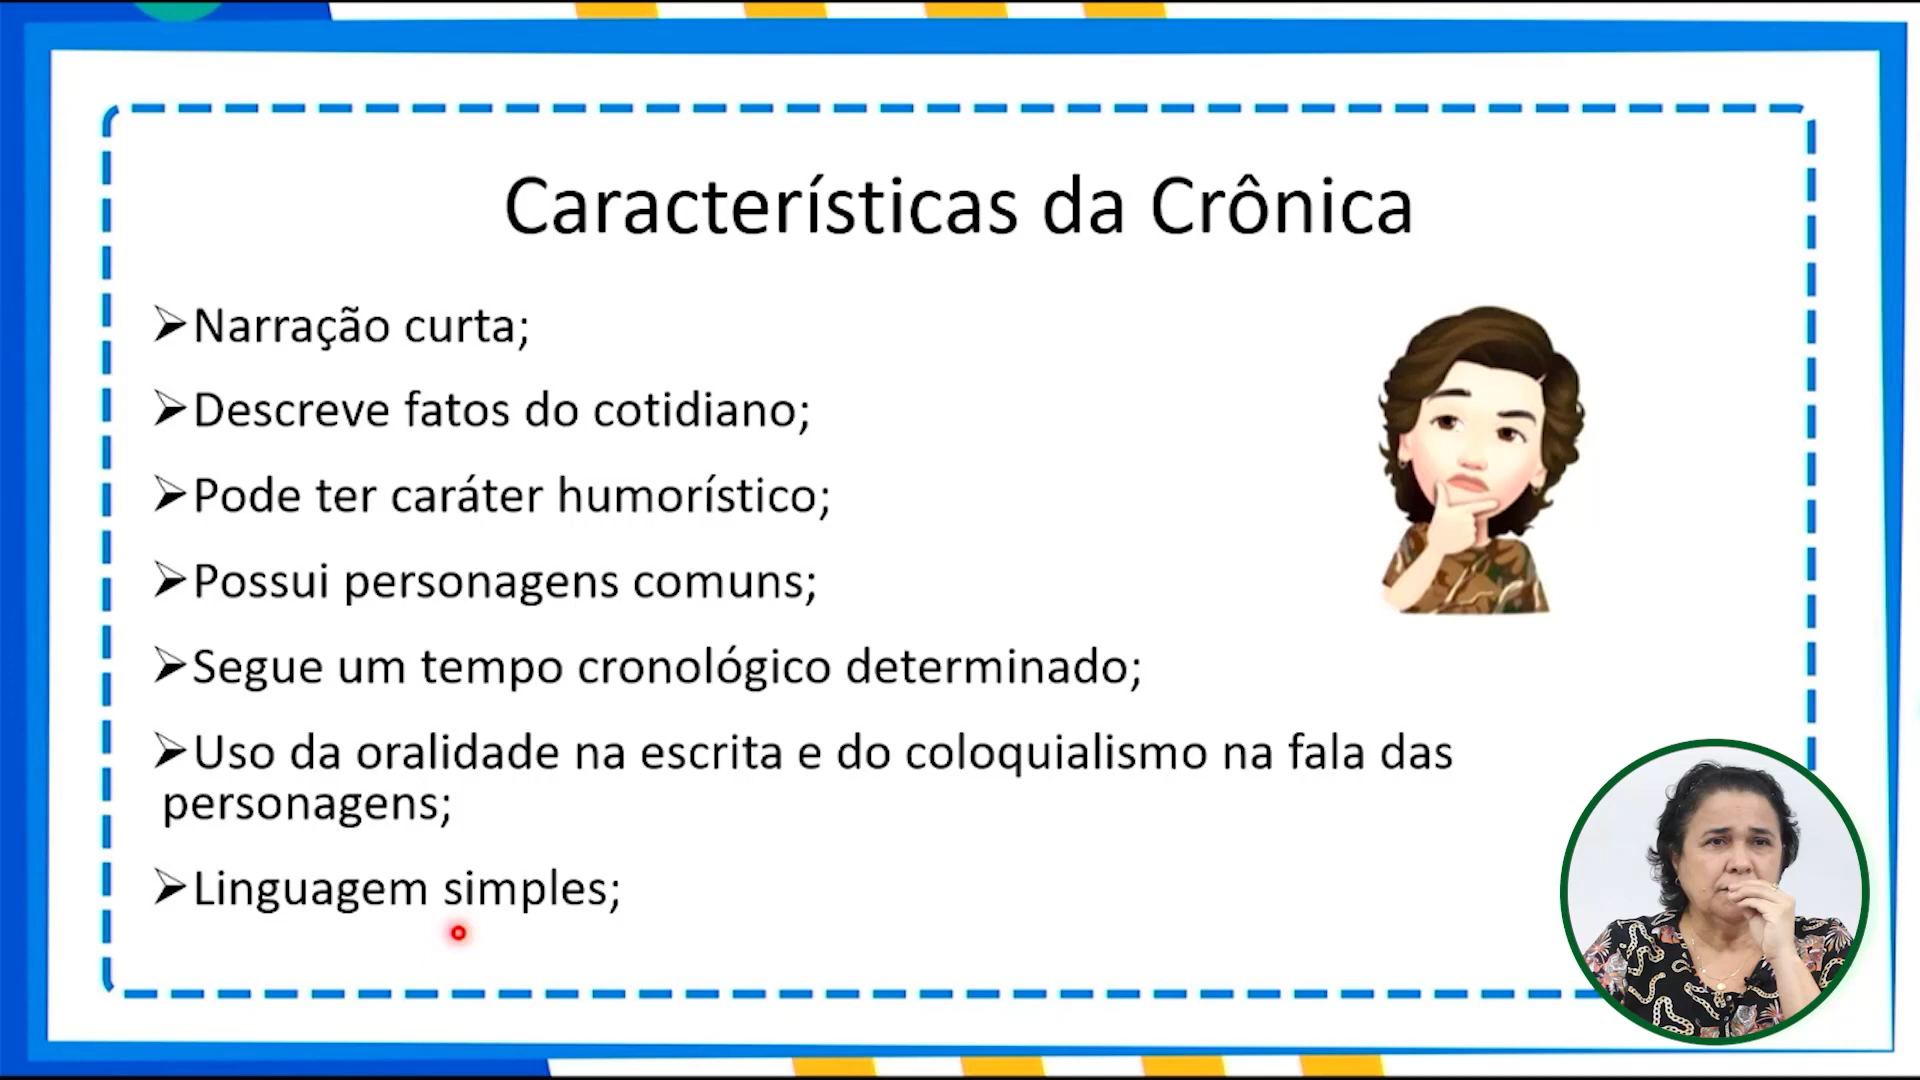 Características da Crônica
➢Narração curta;
➢Descreve fatos do cotidiano;
➢Pode ter caráter humorístico;
➢Possui personagens comuns;
➢Segue um tempo cronológico determinado;
➢Uso da oralidade na escrita e do coloquialismo na fala das
personagens;
➢Linguagem simples;